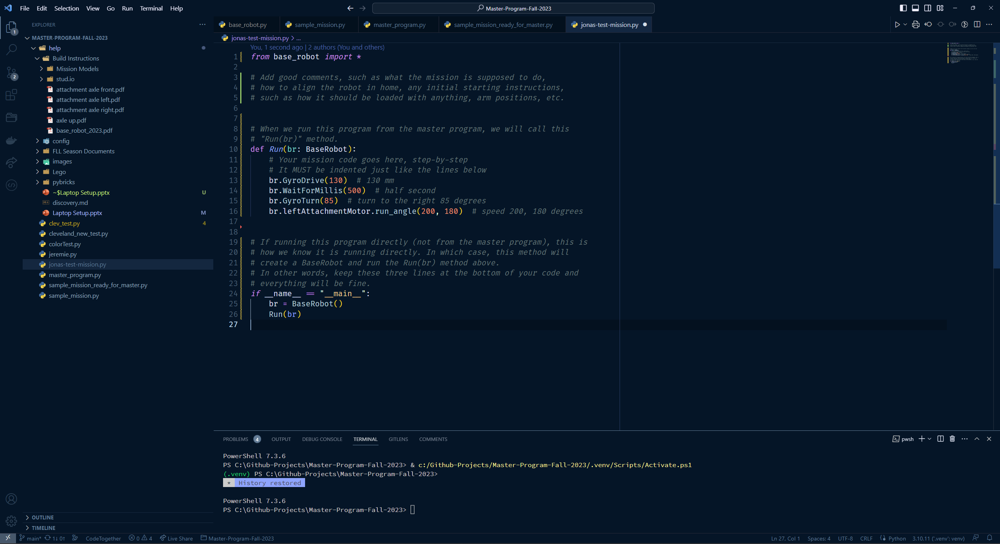 File Edit Selection View Go Run Terminal Help
Master-Program-Fall-2023
EXPLORER
MASTER-PROGRAM-FALL-2023
help
Build Instructions
Mission Models
stud.io
attachment axle front.pdf
attachment axle left.pdf
attachment axle right.pdf
axle up.pdf
base_robot_2023.pdf
config
FLL Season Documents
images
Lego
pybricks
~$Laptop Setup.pptx U
discovery.md
Laptop Setup.pptx M
clev_test.py 4
cleveland_new_test.py
colorTest.py
jeremie.py
jonas-test-mission.py
master_program.py
sample_mission_ready_for_master.py
sample_mission.py
OUTLINE
TIMELINE
1
2
base_robot.py sample_mission.py master_program.py sample_mission_ready_for_master.py jonas-test-mission.py
jonas-test-mission.py > ...
You, 1 second ago | 2 authors (You and others)
1 from base_robot import *
2
3 # Add good comments, such as what the mission is supposed to do,
4 # how to align the robot in home, any initial starting instructions,
5 # such as how it should be loaded with anything, arm positions, etc.
6
7
8 # When we run this program from the master program, we will call this
9 # "Run(br)" method.
10 def Run(br: BaseRobot):
11     # Your mission code goes here, step-by-step
12     # It MUST be indented just like the lines below
13     br.GyroDrive(130)  # 130 mm
14     br.WaitForMillis(500)  # half second
15     br.GyroTurn(85)  # turn to the right 85 degrees
16     br.leftAttachmentMotor.run_angle(200, 180)  # speed 200, 180 degrees
17
18
19 # If running this program directly (not from the master program), this is
20 # how we know it is running directly. In which case, this method will
21 # create a BaseRobot and run the Run(br) method above.
22 # In other words, keep these three lines at the bottom of your code and
23 # everything will be fine.
24 if __name__ == "__main__":
25     br = BaseRobot()
26     Run(br)
27
PROBLEMS 4 OUTPUT DEBUG CONSOLE TERMINAL GITLENS COMMENTS
pwsh
PowerShell 7.3.6
PS C:\Github-Projects\Master-Program-Fall-2023> & c:/Github-Projects/Master-Program-Fall-2023/.venv/Scripts/Activate.ps1
(.venv) PS C:\Github-Projects\Master-Program-Fall-2023>
* History restored
PowerShell 7.3.6
PS C:\Github-Projects\Master-Program-Fall-2023>
main* 1↓ 0↑ CodeTogether 0 4 Live Share Master-Program-Fall-2023 Ln 27, Col 1 Spaces: 4 UTF-8 CRLF Python 3.10.11 ('.venv': venv)